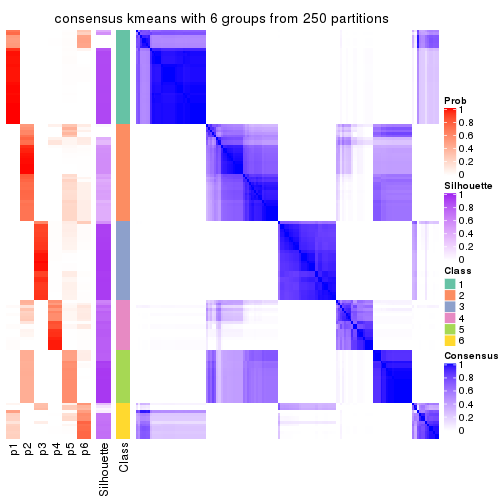 consensus kmeans with 6 groups from 250 partitions
Prob
1
0.8
0.6
0.4
0.2
0
Silhouette
1
0.8
0.6
0.4
0.2
0
Class
1
2
3
4
5
6
Consensus
1
0.8
0.6
0.4
0.2
0
p1
p2
p3
p4
p5
p6
Silhouette
Class